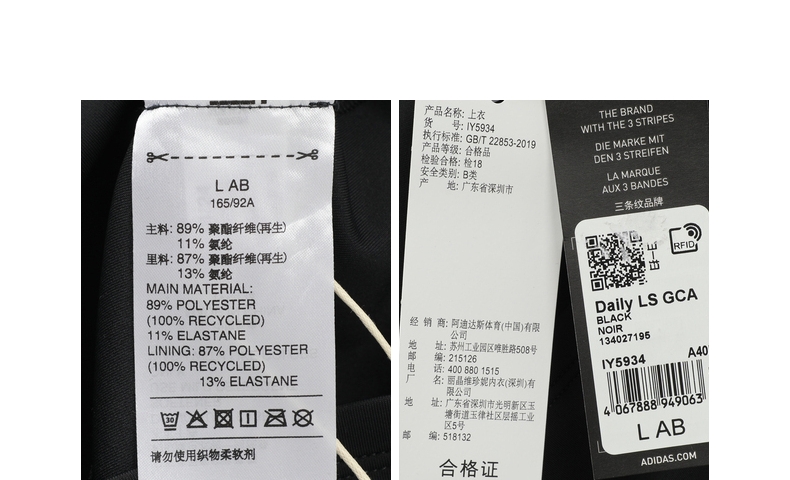 L AB
165/92A
主料: 89% 聚酯纤维(再生)
11% 氨纶
里料: 87% 聚酯纤维(再生)
13% 氨纶
MAIN MATERIAL:
89% POLYESTER
(100% RECYCLED)
11% ELASTANE
LINING: 87% POLYESTER
(100% RECYCLED)
13% ELASTANE
请勿使用织物柔软剂
产品名称: 上衣
货 号: IY5934
执行标准: GB/T 22853-2019
产品等级: 合格品
检验合格: 检18
安全类别: B类
产 地: 广东省深圳市
经 销 商: 阿迪达斯体育(中国)有限
公司
地 址: 苏州工业园区唯胜路508号
邮 编: 215126
电 话: 400 880 1515
厂 名: 丽晶维珍妮内衣(深圳)有
限公司
地 址: 广东省深圳市光明新区玉
塘街道玉律社区层摇工业
区5号
邮 编: 518132
合格证
THE BRAND
WITH THE 3 STRIPES
DIE MARKE MIT
DEN 3 STREIFEN
LA MARQUE
AUX 3 BANDES
三条纹品牌
RFID
Daily LS GCA
BLACK
NOIR
134027195
IY5934 A40
4 067888 949063
L AB
ADIDAS.COM